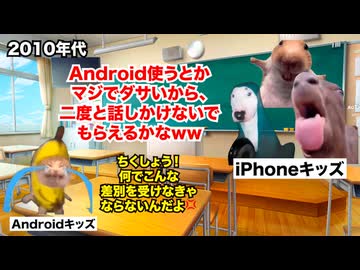 2010年代
Android使うとか
マジでダサいから、
二度と話しかけないで
もらえるかなww
iPhoneキッズ
ちくしょう！
何でこんな
差別を受けなきゃ
ならないんだよ💢
Androidキッズ